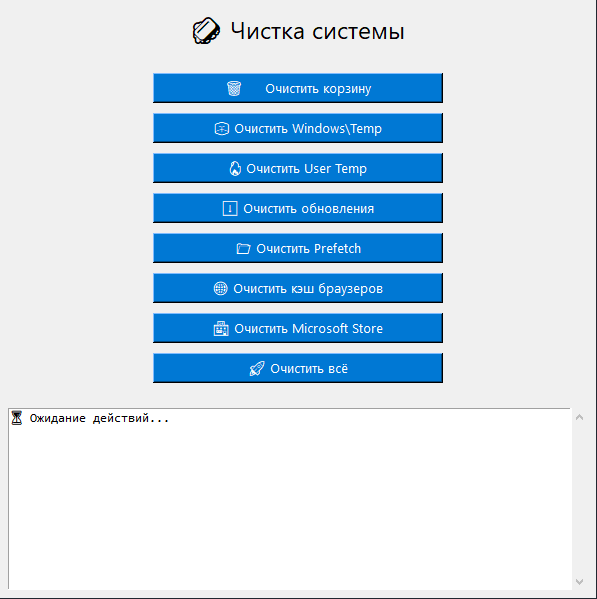 Чистка системы
Очистить корзину
Очистить Windows\Temp
Очистить User Temp
Очистить обновления
Очистить Prefetch
Очистить кэш браузеров
Очистить Microsoft Store
Очистить всё
Ожидание действий...